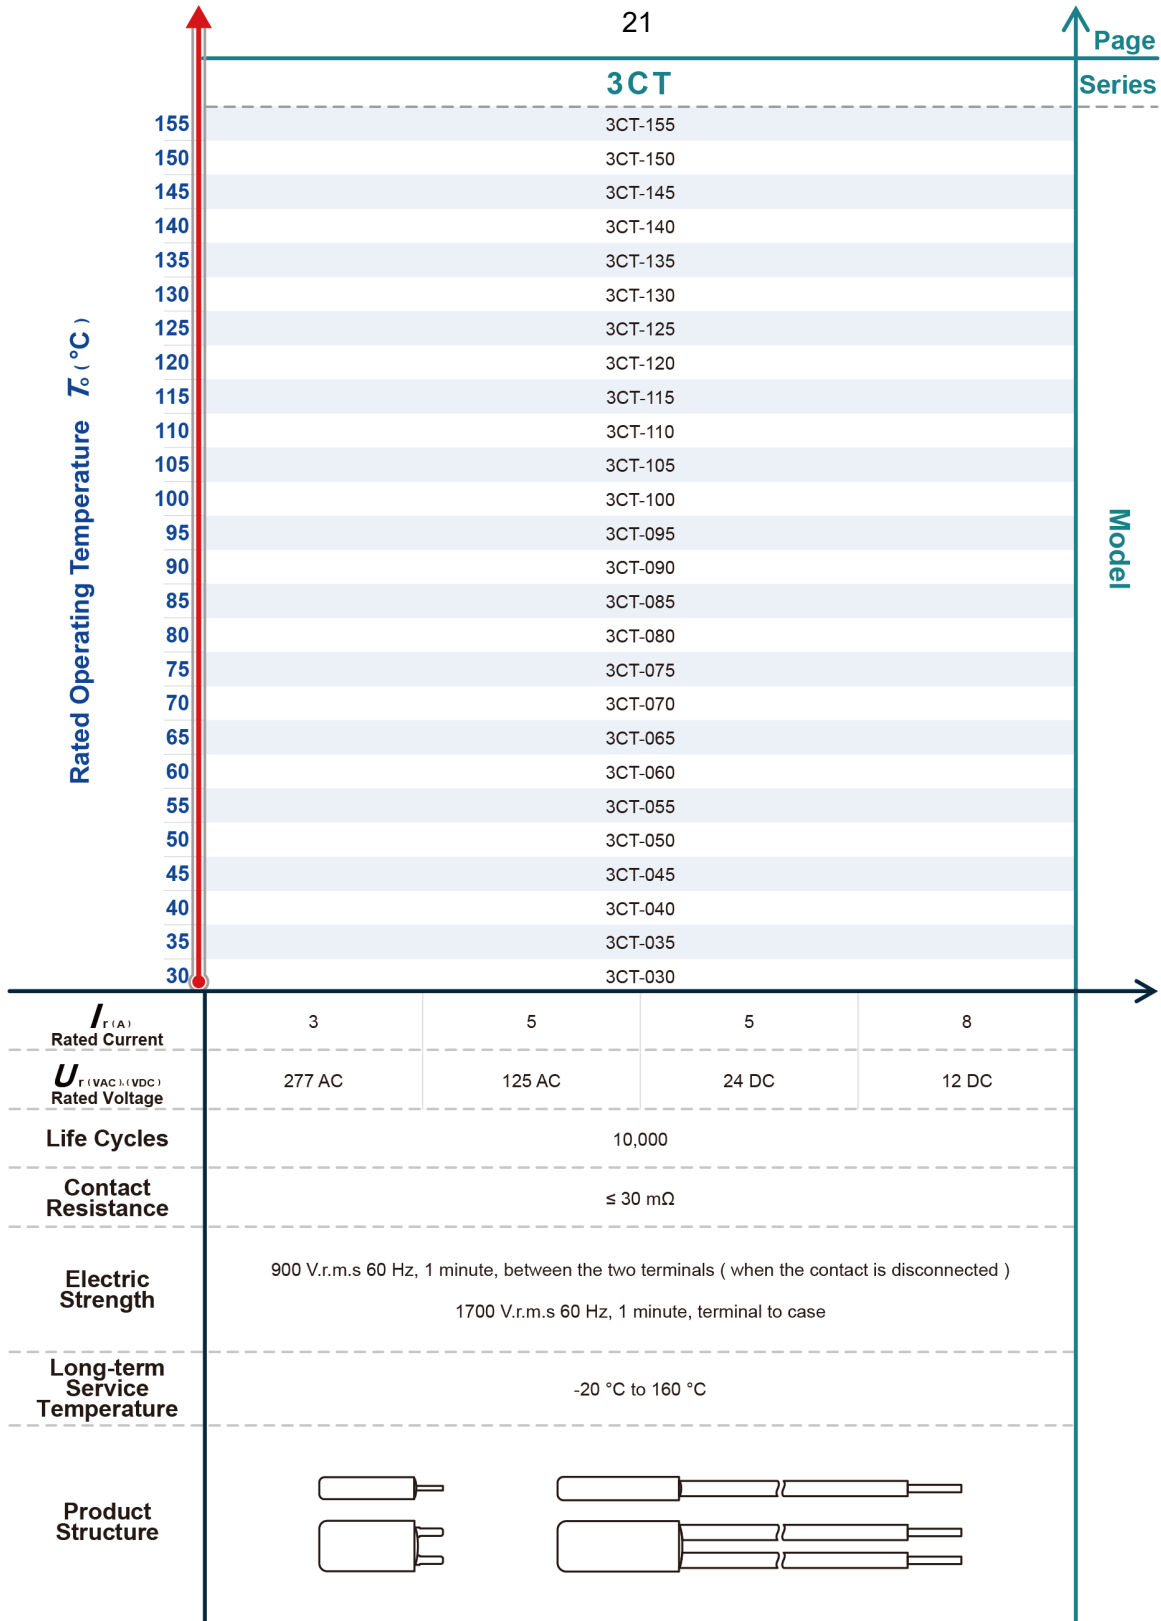 21
Page
3CT
Series
155 3CT-155
150 3CT-150
145 3CT-145
140 3CT-140
135 3CT-135
130 3CT-130
125 3CT-125
120 3CT-120
115 3CT-115
110 3CT-110
105 3CT-105
100 3CT-100
95 3CT-095
90 3CT-090
85 3CT-085
80 3CT-080
75 3CT-075
70 3CT-070
65 3CT-065
60 3CT-060
55 3CT-055
50 3CT-050
45 3CT-045
40 3CT-040
35 3CT-035
30 3CT-030
Rated Operating Temperature To ( °C )
Model
Ir (A) 3 5 5 8
Rated Current
Ur (VAC), (VDC) 277 AC 125 AC 24 DC 12 DC
Rated Voltage
Life Cycles 10,000
Contact
Resistance
≤ 30 mΩ
Electric
Strength
900 V.r.m.s 60 Hz, 1 minute, between the two terminals ( when the contact is disconnected )
1700 V.r.m.s 60 Hz, 1 minute, terminal to case
Long-term
Service
Temperature
-20 °C to 160 °C
Product
Structure